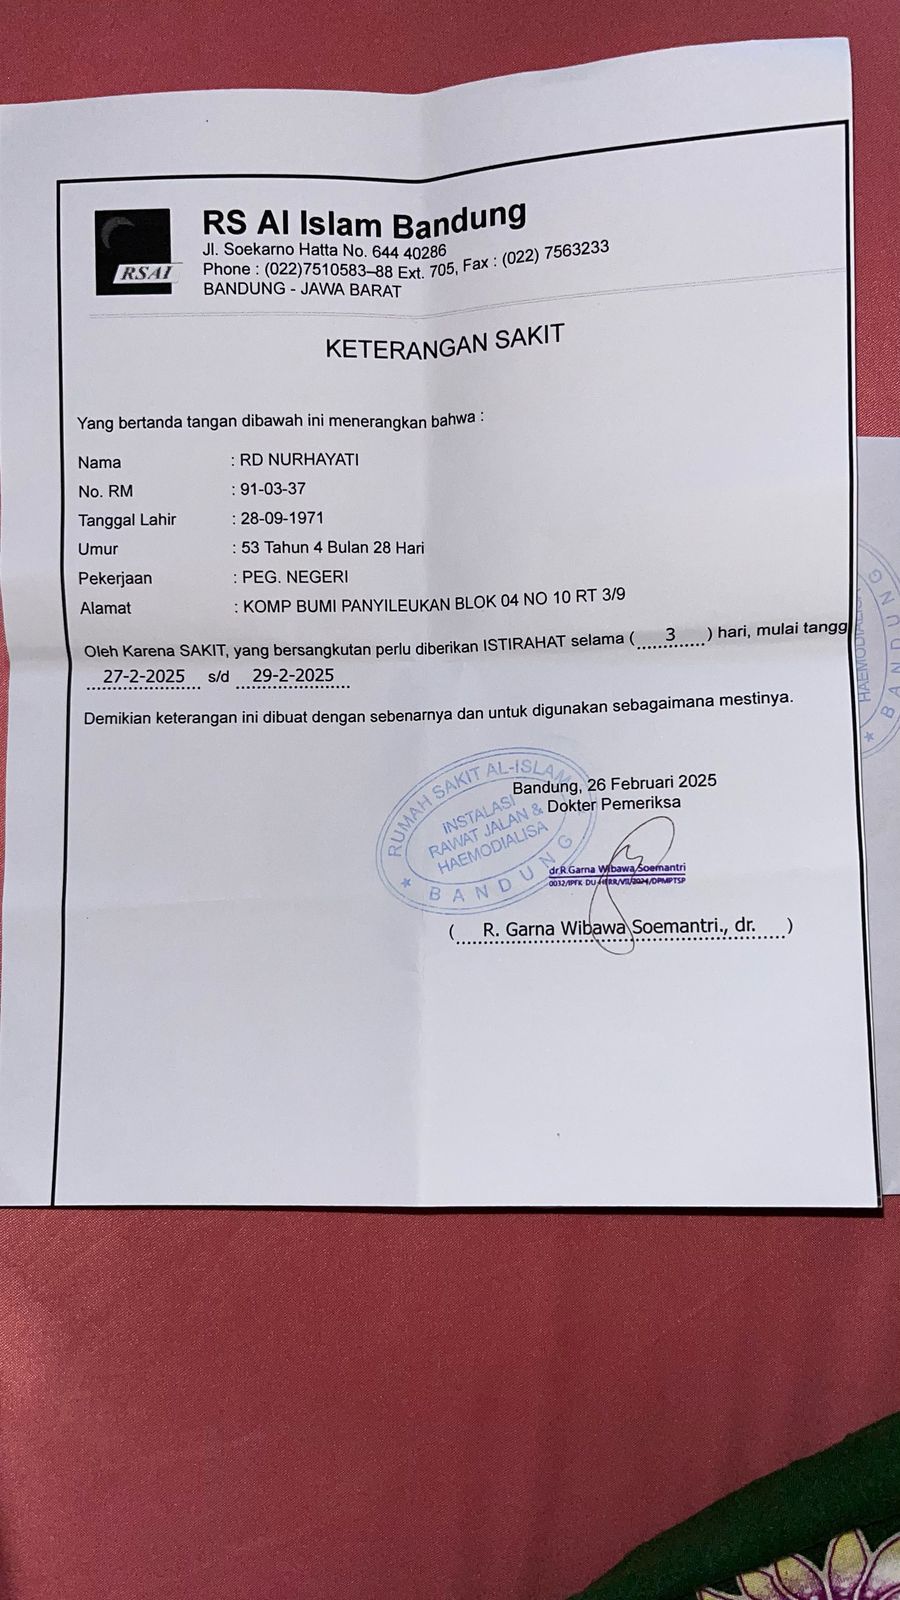 RS Al Islam Bandung
Jl. Soekarno Hatta No. 644 40286
Phone : (022)7510583–88 Ext. 705, Fax : (022) 7563233
BANDUNG - JAWA BARAT
RSAI
KETERANGAN SAKIT
Yang bertanda tangan dibawah ini menerangkan bahwa :
Nama : RD NURHAYATI
No. RM : 91-03-37
Tanggal Lahir : 28-09-1971
Umur : 53 Tahun 4 Bulan 28 Hari
Pekerjaan : PEG. NEGERI
Alamat : KOMP BUMI PANYILEUKAN BLOK 04 NO 10 RT 3/9
Oleh Karena SAKIT, yang bersangkutan perlu diberikan ISTIRAHAT selama ( 3 ) hari, mulai tangg
27-2-2025 s/d 29-2-2025
Demikian keterangan ini dibuat dengan sebenarnya dan untuk digunakan sebagaimana mestinya.
Bandung, 26 Februari 2025
Dokter Pemeriksa
RUMAH SAKIT AL-ISLAM
INSTALASI
RAWAT JALAN &
HAEMODIALISA
★ BANDUNG
dr.R.Garna Wibawa Soemantri
( R. Garna Wibawa Soemantri., dr. )
HAEMODIALISA
★ BANDUNG